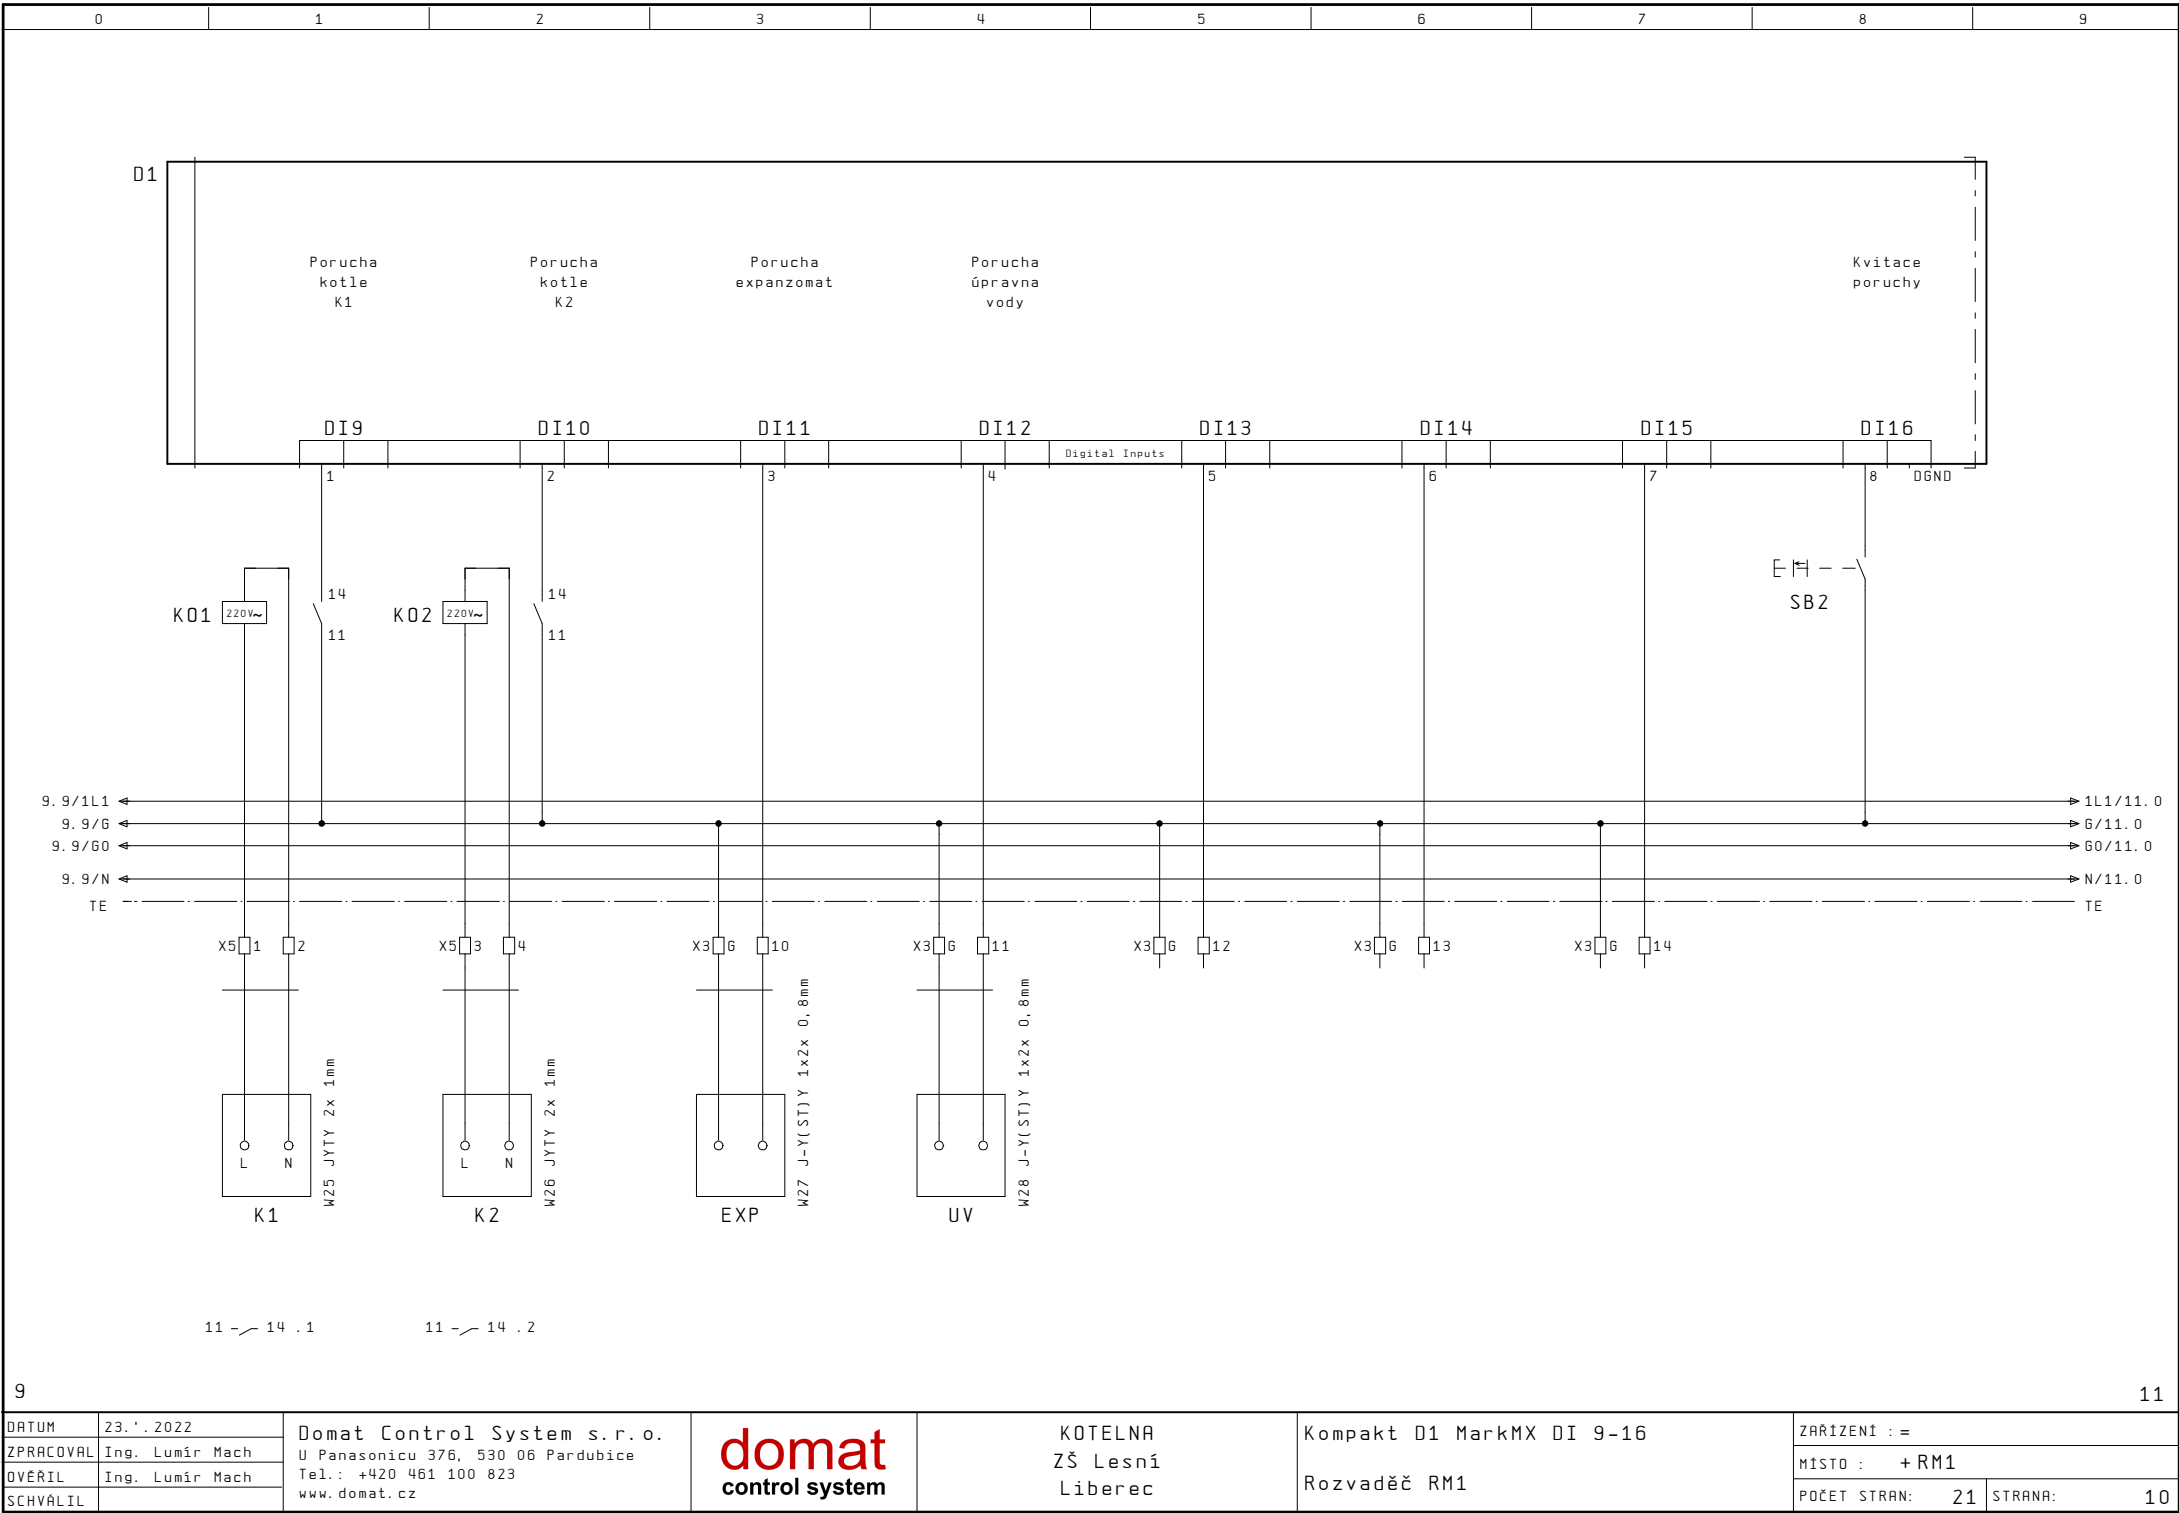 0 1 2 3 4 5 6 7 8 9
D1
Porucha
kotle
K1
Porucha
kotle
K2
Porucha
expanzomat
Porucha
úpravna
vody
Kvitace
poruchy
DI9 DI10 DI11 DI12 DI13 DI14 DI15 DI16
Digital Inputs
1 2 3 4 5 6 7 8 DGND
14 14
K01 220V~ K02 220V~
11 11
SB2
9.9/1L1 1L1/11.0
9.9/G G/11.0
9.9/G0 G0/11.0
9.9/N N/11.0
TE TE
X5 1 2 X5 3 4 X3 G 10 X3 G 11 X3 G 12 X3 G 13 X3 G 14
W25 JYTY 2x 1mm
W26 JYTY 2x 1mm
W27 J-Y(ST)Y 1x2x 0,8mm
W28 J-Y(ST)Y 1x2x 0,8mm
L N L N
K1 K2 EXP UV
11 14 .1 11 14 .2
9 11
DATUM 23.'.2022
ZPRACOVAL Ing. Lumír Mach
OVĚŘIL Ing. Lumír Mach
SCHVÁLIL
Domat Control System s.r.o.
U Panasonicu 376, 530 06 Pardubice
Tel.: +420 461 100 823
www.domat.cz
domat
control system
KOTELNA
ZŠ Lesní
Liberec
Kompakt D1 MarkMX DI 9-16
Rozvaděč RM1
ZAŘÍZENÍ : =
MÍSTO : +RM1
POČET STRAN: 21 STRANA: 10